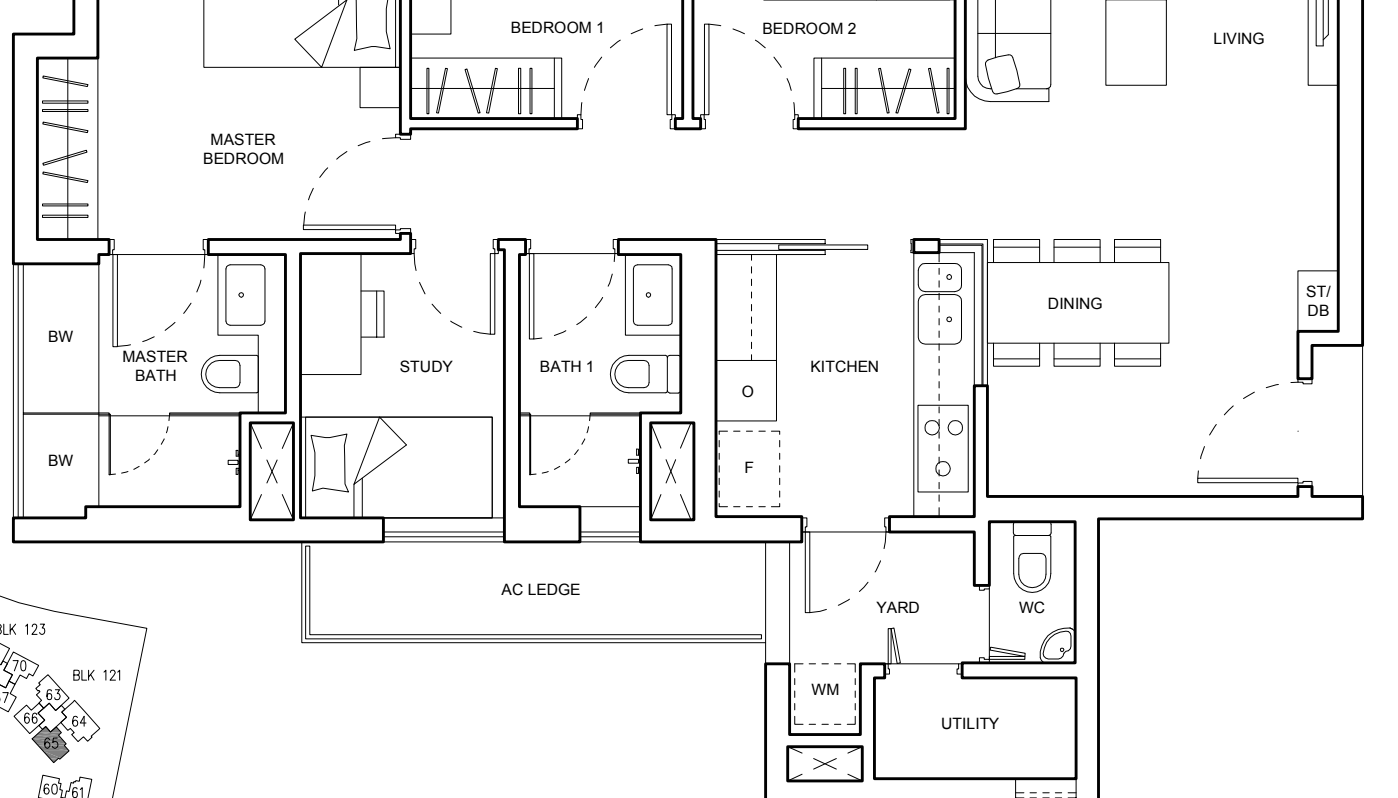 BEDROOM 1
BEDROOM 2
LIVING
MASTER
BEDROOM
BW
MASTER
BATH
STUDY
BATH 1
KITCHEN
DINING
ST/
DB
O
BW
F
AC LEDGE
YARD
WC
WM
UTILITY
BLK 123
BLK 121
70
63
66
64
65
60
61